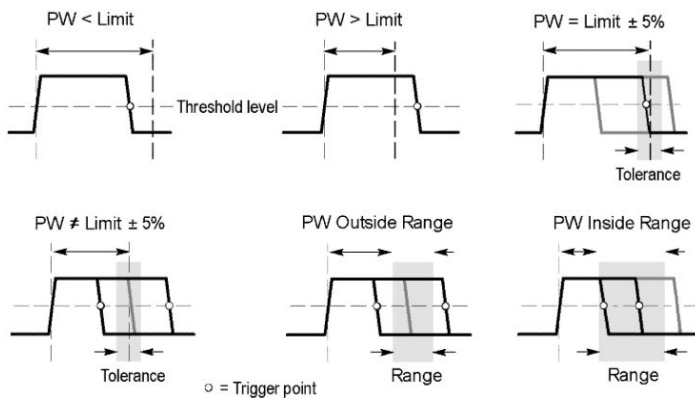 PW < Limit
PW > Limit
PW = Limit ± 5%
Threshold level
Tolerance
PW ≠ Limit ± 5%
PW Outside Range
PW Inside Range
Tolerance
Range
Range
= Trigger point